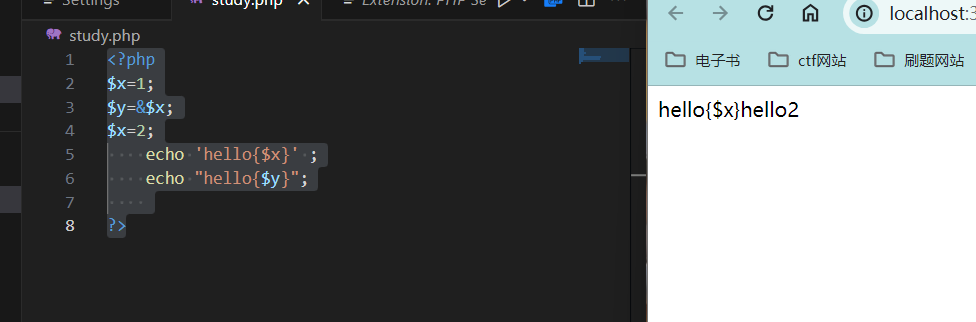 Settings
study.php
Extension: PHP Se
study.php
1 <?php
2 $x=1;
3 $y=&$x;
4 $x=2;
5 echo 'hello{$x}' ;
6 echo "hello{$y}";
7
8 ?>
localhost:3
电子书
ctf网站
刷题网站
hello{$x}hello2